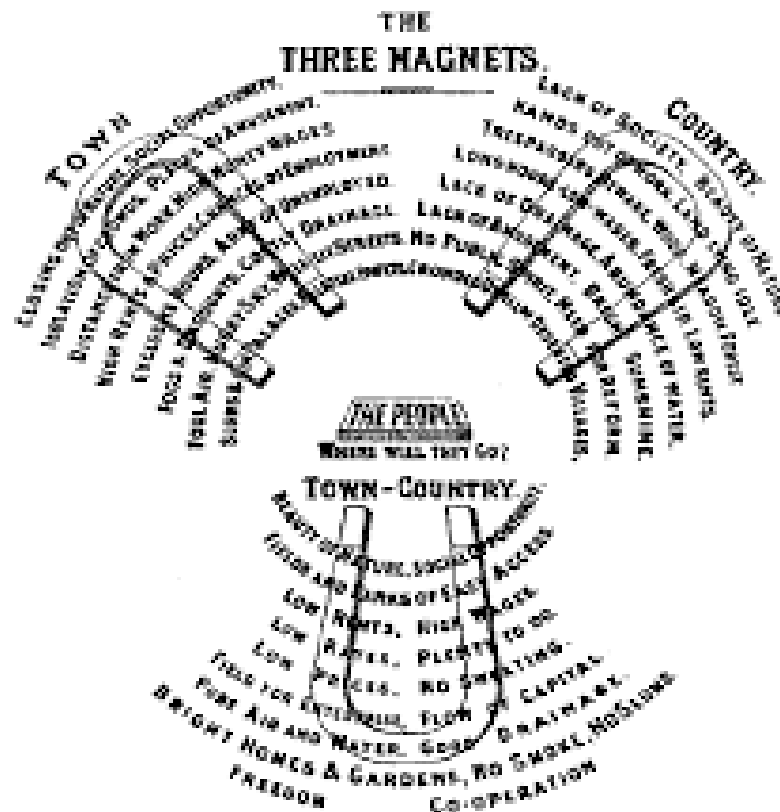 THE
THREE MAGNETS.
TOWN
CLOSING OUT OF NATURE. SOCIAL OPPORTUNITY.
ISOLATION OF CROWDS. PLACES OF AMUSEMENT.
DISTANCE FROM WORK. HIGH MONEY WAGES.
HIGH RENTS & PRICES. CHANCES OF EMPLOYMENT.
EXCESSIVE HOURS. ARMY OF UNEMPLOYED.
FOGS & DROUGHTS. COSTLY DRAINAGE.
FOUL AIR. MURKY SKY. STREETS.
SLUMS &
COUNTRY.
LACK OF SOCIETY. BEAUTY OF NATURE.
HANDS OUT OF WORK. LAND LYING IDLE.
TRESPASSERS BEWARE. WOOD, MEADOW, FOREST.
LONG HOURS LOW WAGES. FRESH AIR LOW RENTS.
LACK OF DRAINAGE. ABUNDANCE OF WATER.
LACK OF AMUSEMENT. BRIGHT SUNSHINE.
NO PUBLIC SPIRIT. NEED FOR REFORM.
CROWDED DWELLINGS. DESERTED VILLAGES.
THE PEOPLE
WHERE WILL THEY GO?
TOWN-COUNTRY.
BEAUTY OF NATURE, SOCIAL OPPORTUNITY.
FIELDS AND PARKS OF EASY ACCESS.
LOW RENTS, HIGH WAGES.
LOW RATES, PLENTY TO DO.
LOW PRICES, NO SWEATING.
FIELD FOR ENTERPRISE, FLOW OF CAPITAL.
PURE AIR AND WATER, GOOD DRAINAGE.
BRIGHT HOMES & GARDENS, NO SMOKE, NO SLUMS.
FREEDOM CO-OPERATION